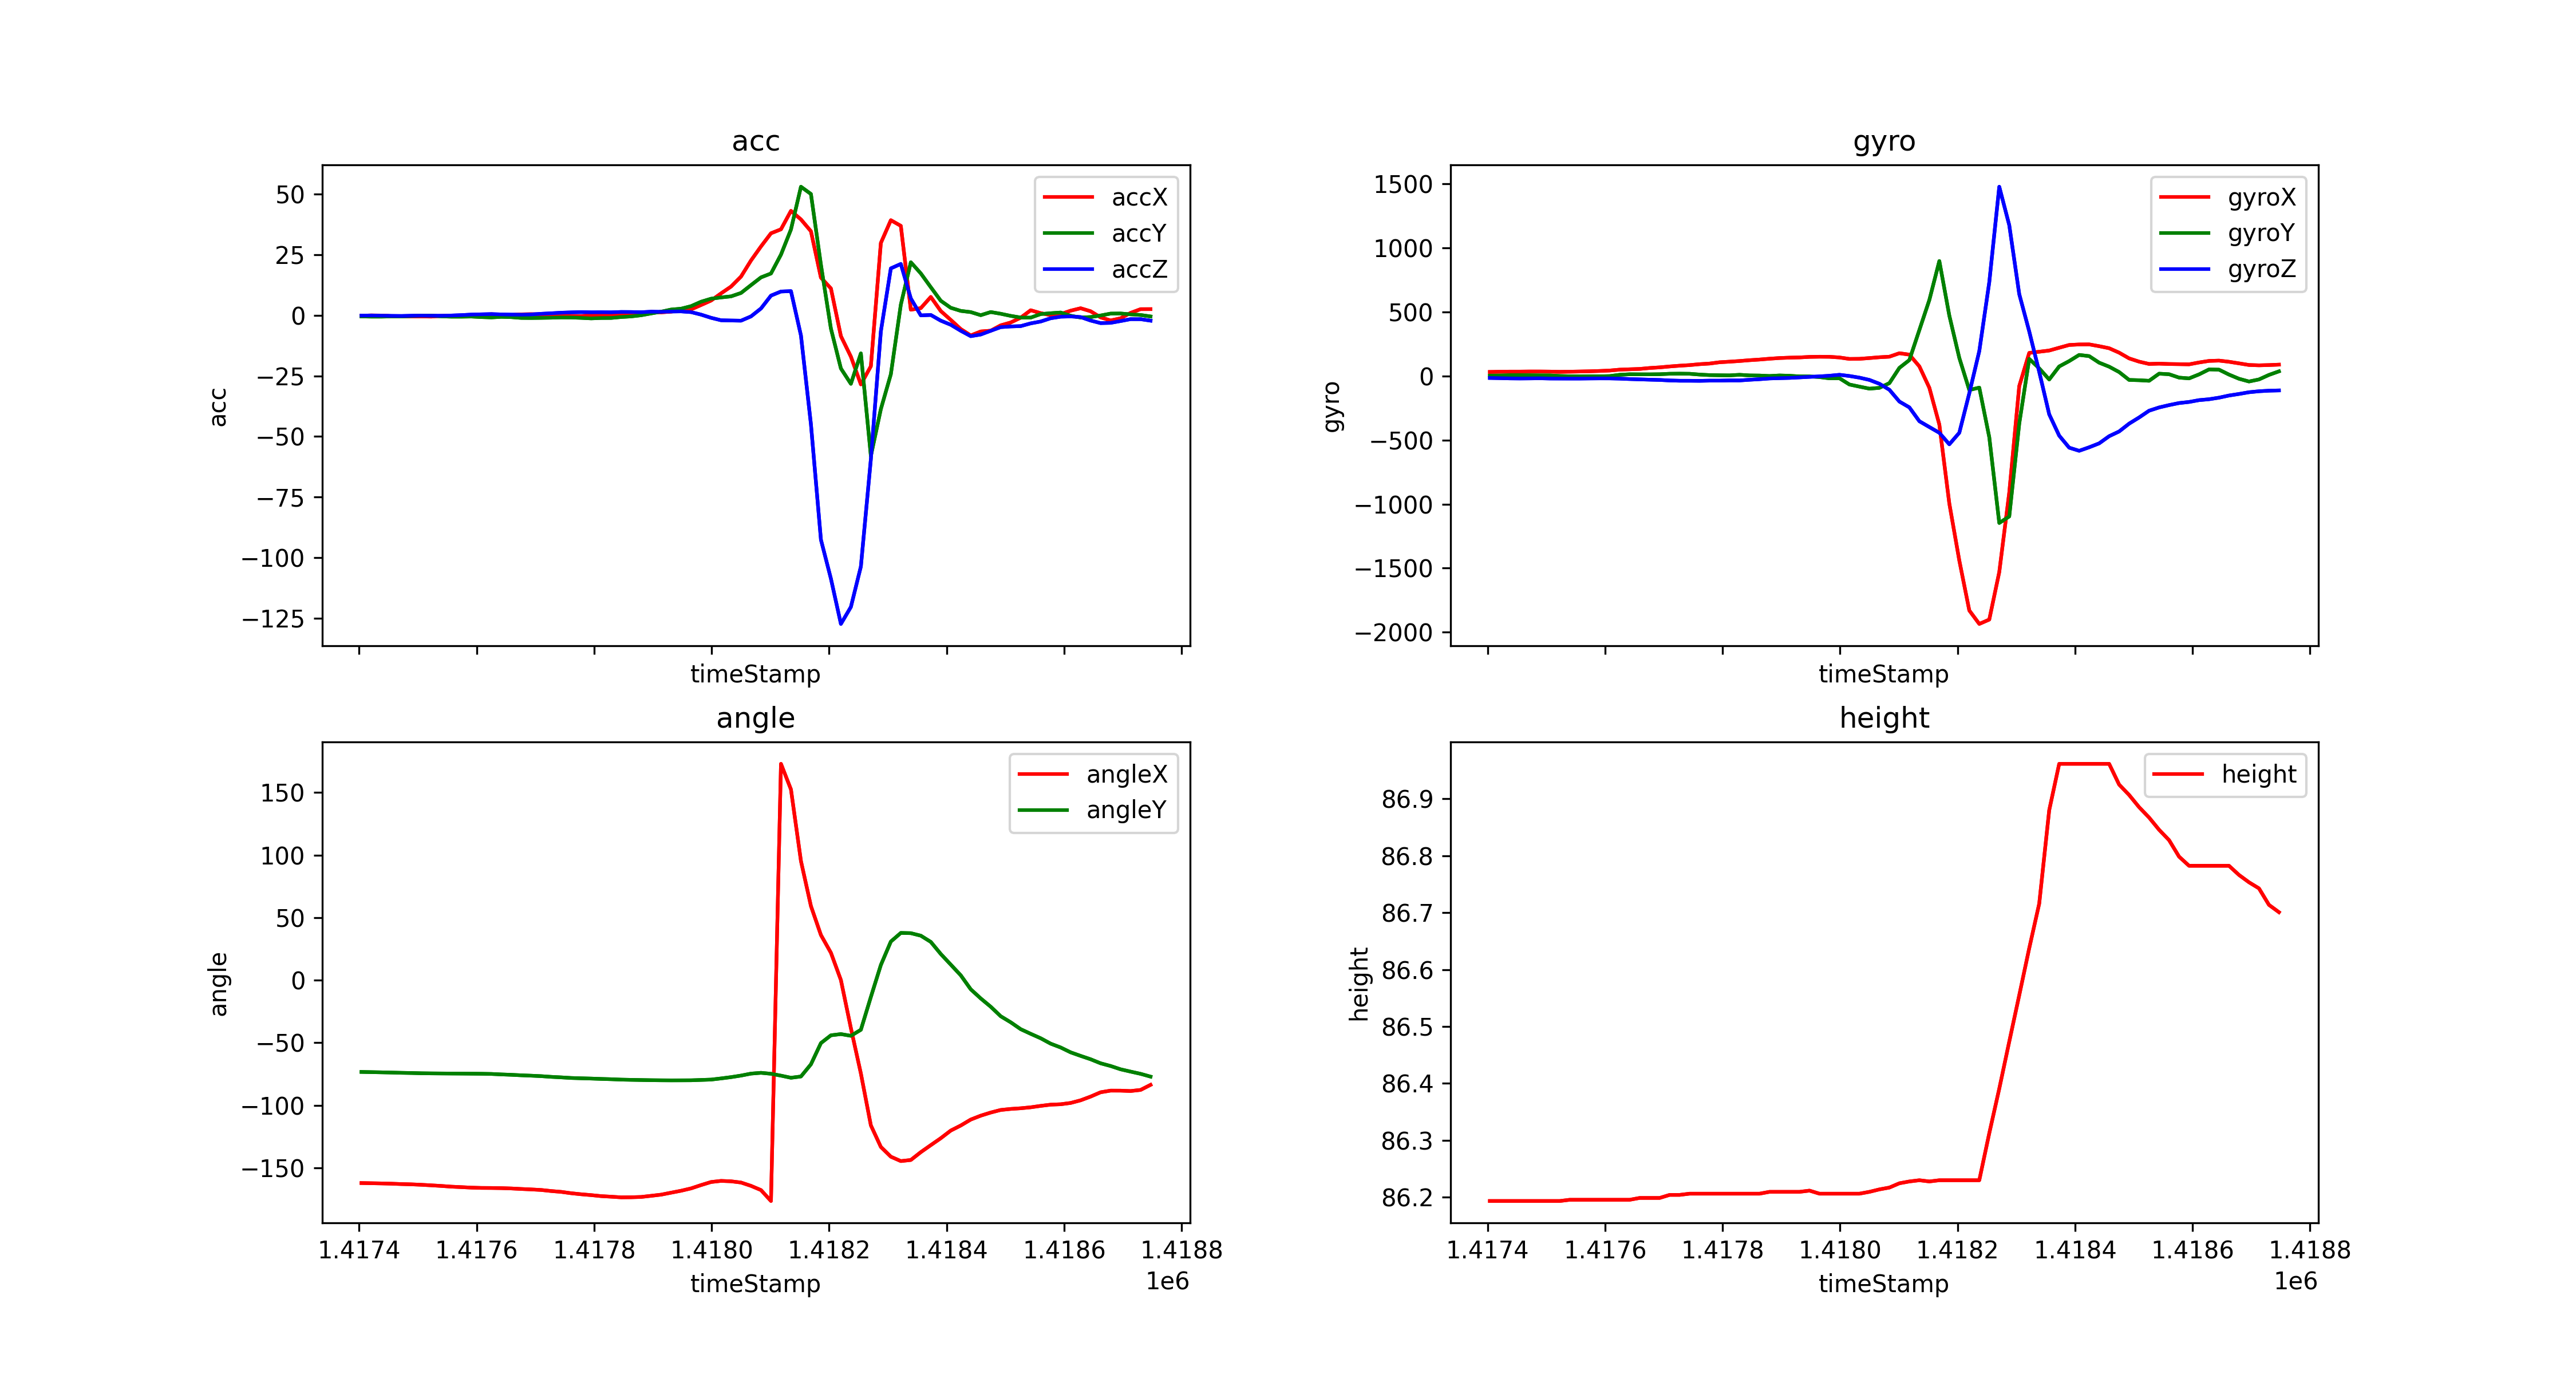 acc
50
25
0
−25
−50
−75
−100
−125
acc
timeStamp
accX
accY
accZ
gyro
1500
1000
500
0
−500
−1000
−1500
−2000
gyro
timeStamp
gyroX
gyroY
gyroZ
angle
150
100
50
0
−50
−100
−150
angle
angleX
angleY
1.4174 1.4176 1.4178 1.4180 1.4182 1.4184 1.4186 1.4188
1e6
timeStamp
height
86.9
86.8
86.7
86.6
86.5
86.4
86.3
86.2
height
height
1.4174 1.4176 1.4178 1.4180 1.4182 1.4184 1.4186 1.4188
1e6
timeStamp